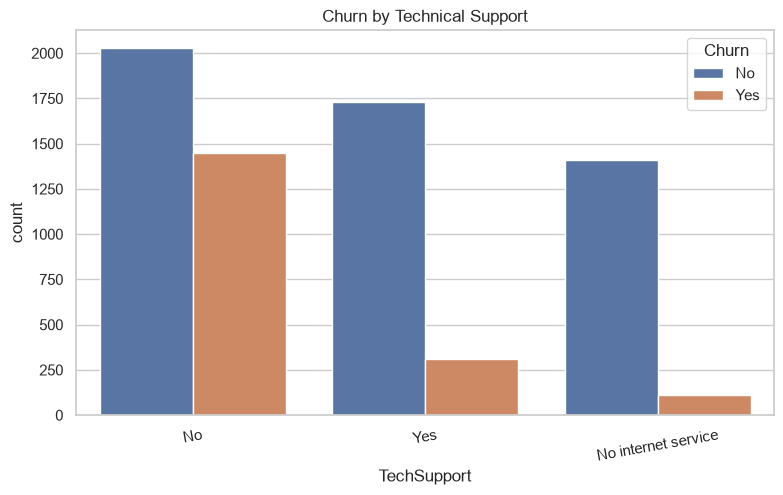 Churn by Technical Support
Churn
No
Yes
count
2000
1750
1500
1250
1000
750
500
250
0
No
Yes
No internet service
TechSupport